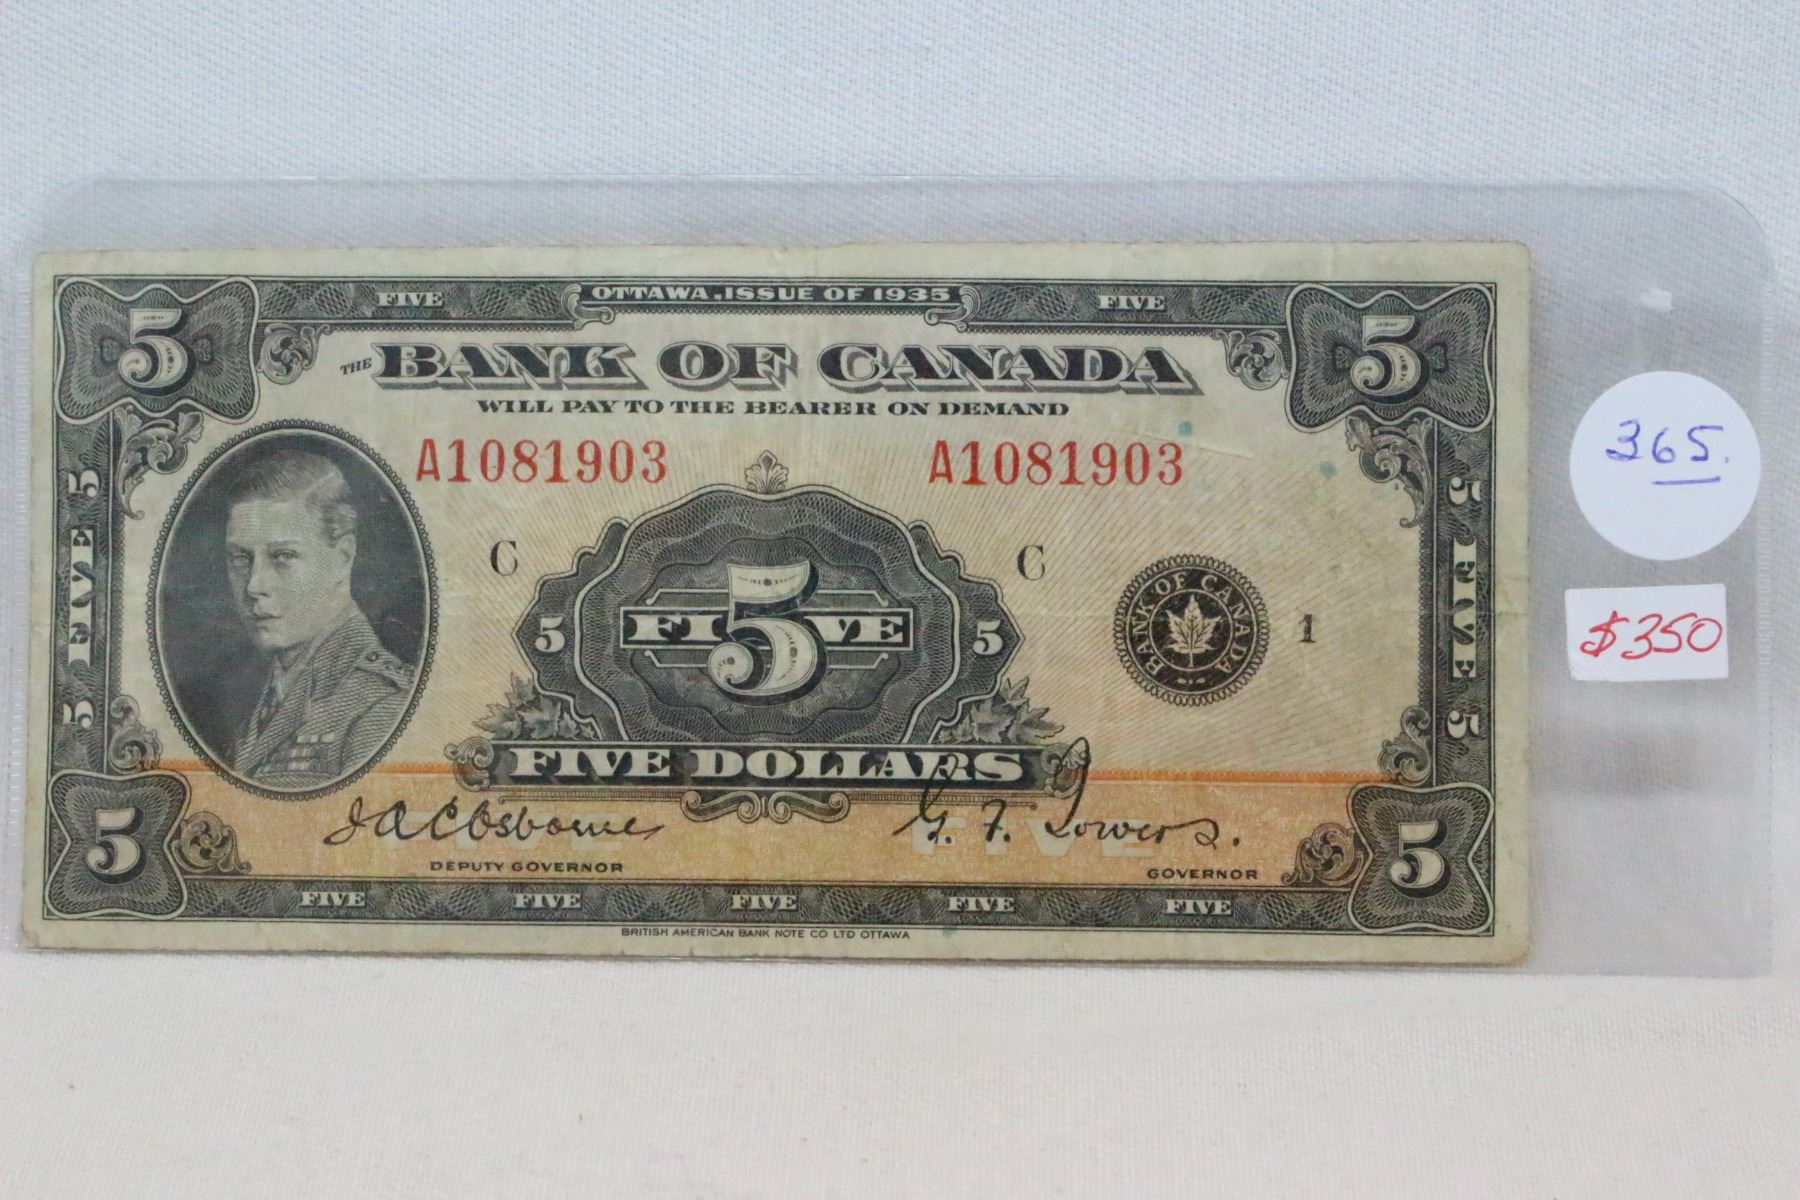 FIVE OTTAWA, ISSUE OF 1935 FIVE
5 5
THE BANK OF CANADA
WILL PAY TO THE BEARER ON DEMAND
A1081903 A1081903
365.
5 FIVE 5
5 FIVE 5
C C
5 FIVE 5 5
BANK OF CANADA
1
$350
FIVE DOLLARS
FIVE FIVE
J A C Osborne G. F. Towers.
DEPUTY GOVERNOR GOVERNOR
5 5
FIVE FIVE FIVE FIVE FIVE
BRITISH AMERICAN BANK NOTE CO LTD OTTAWA